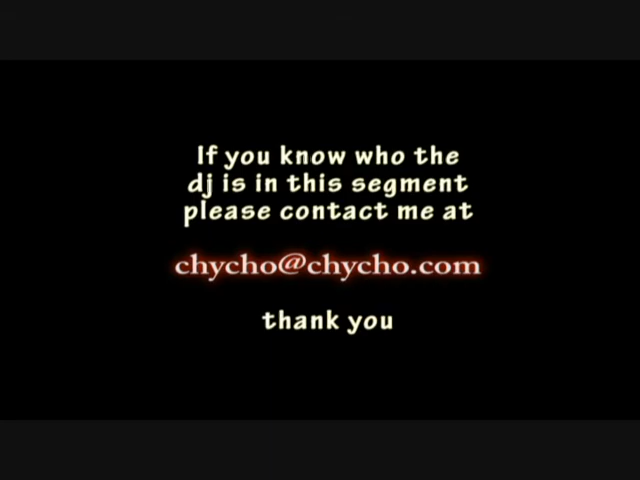 If you know who the
dj is in this segment
please contact me at
chycho@chycho.com
thank you